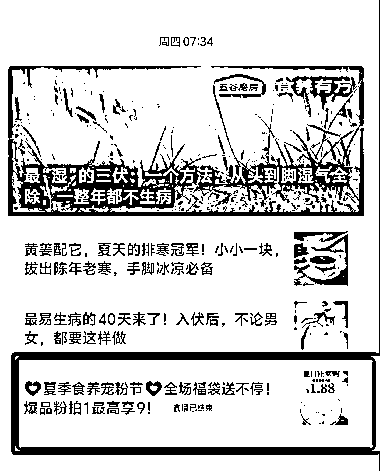 周四 07:34
五谷磨房
食养有方
最“湿”的三伏：一个方法，从头到脚湿气全
除，一整年都不生病
黄姜配它，夏天的排寒冠军！小小一块，
拔出陈年老寒，手脚冰凉必备
最易生病的40天来了！入伏后，不论男
女，都要这样做
❤夏季食养宠粉节❤全场福袋送不停！
爆品粉拍1最高享9！
1.88